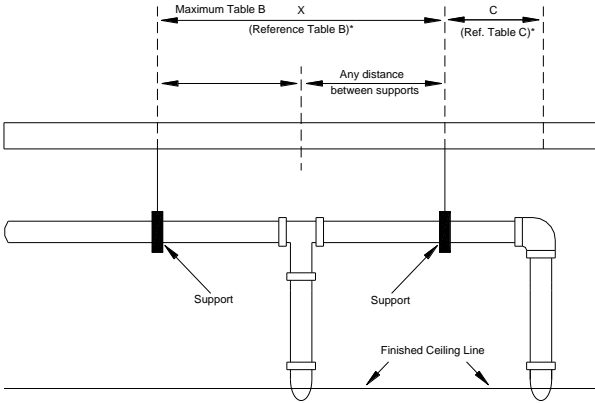 Maximum Table B X C
(Reference Table B)* (Ref. Table C)*
Any distance
between supports
Support Support
Finished Ceiling Line